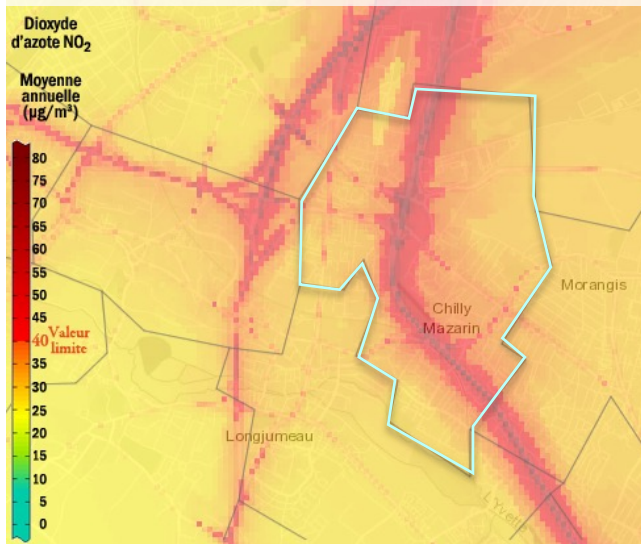 Dioxyde
d'azote NO₂
Moyenne
annuelle
(µg/m³)
80
75
70
65
60
55
50
45
40 Valeur
limite
35
30
25
20
15
10
5
0
Chilly
Mazarin
Morangis
Longjumeau
L'Yvette